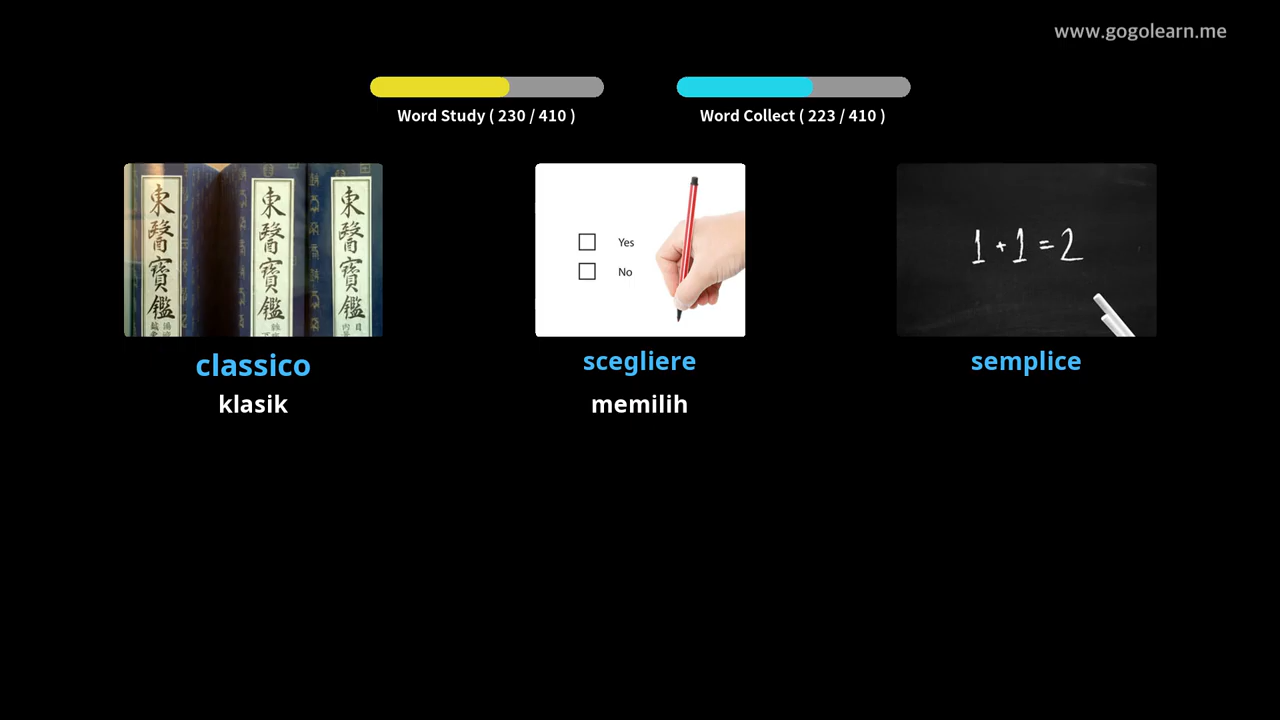 www.gogolearn.me
Word Study ( 230 / 410 )
Word Collect ( 223 / 410 )
東醫寶鑑
東醫寶鑑
東醫寶鑑
Yes
No
1 + 1 = 2
classico
scegliere
semplice
klasik
memilih